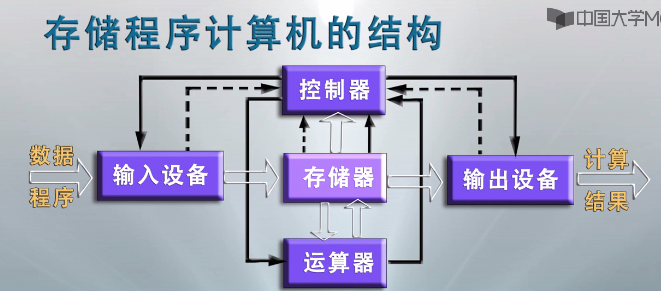 存储程序计算机的结构
中国大学M
控制器
数据
程序
输入设备
存储器
输出设备
计算
结果
运算器